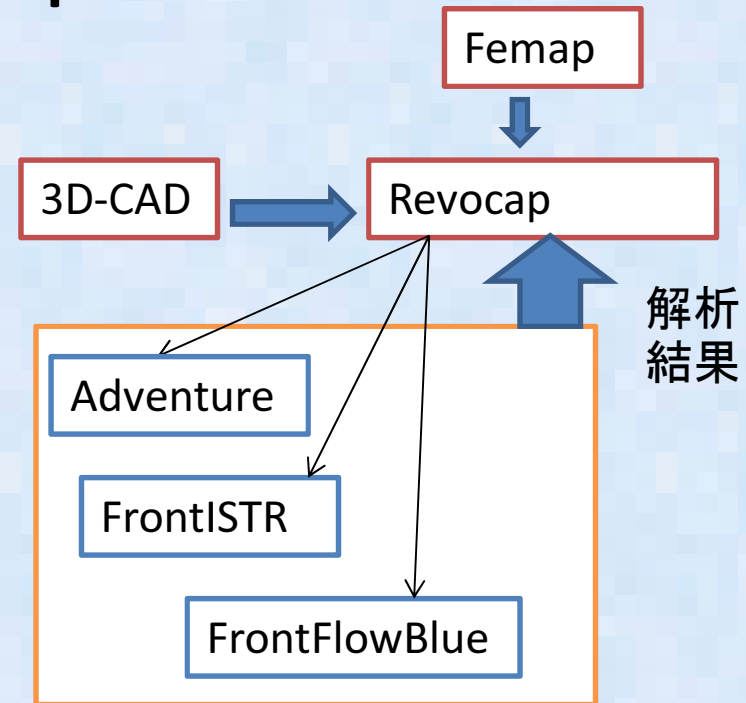 Femap
3D-CAD
Revocap
解析
結果
Adventure
FrontISTR
FrontFlowBlue